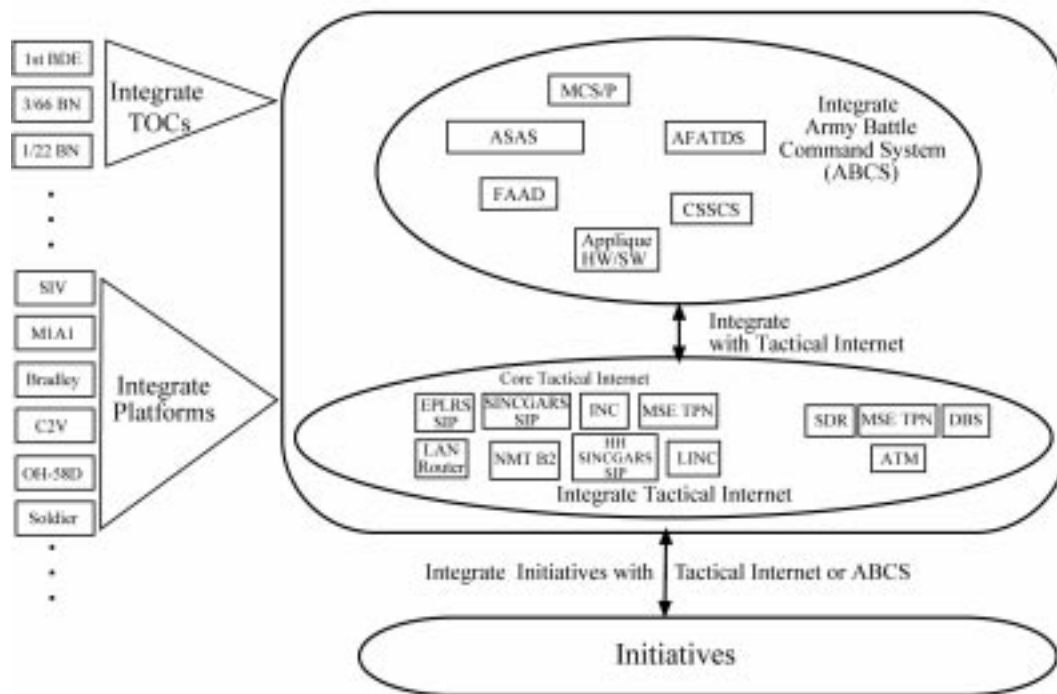 1st BDE
3/66 BN
1/22 BN
Integrate
TOCs
SIV
M1A1
Bradley
C2V
OH-58D
Soldier
Integrate
Platforms
MCS/P
ASAS
AFATDS
FAAD
CSSCS
Applique
HW/SW
Integrate
Army Battle
Command System
(ABCS)
Integrate
with Tactical Internet
Core Tactical Internet
EPLRS
SIP
SINCGARS
SIP
INC
MSE TPN
SDR
MSE TPN
DBS
LAN
Router
NMT B2
HH
SINCGARS
SIP
LINC
ATM
Integrate Tactical Internet
Integrate Initiatives with Tactical Internet or ABCS
Initiatives